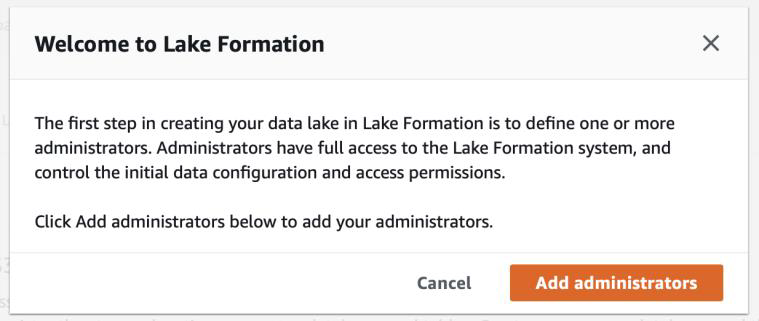 Welcome to Lake Formation
The first step in creating your data lake in Lake Formation is to define one or more
administrators. Administrators have full access to the Lake Formation system, and
control the initial data configuration and access permissions.
Click Add administrators below to add your administrators.
Cancel
Add administrators